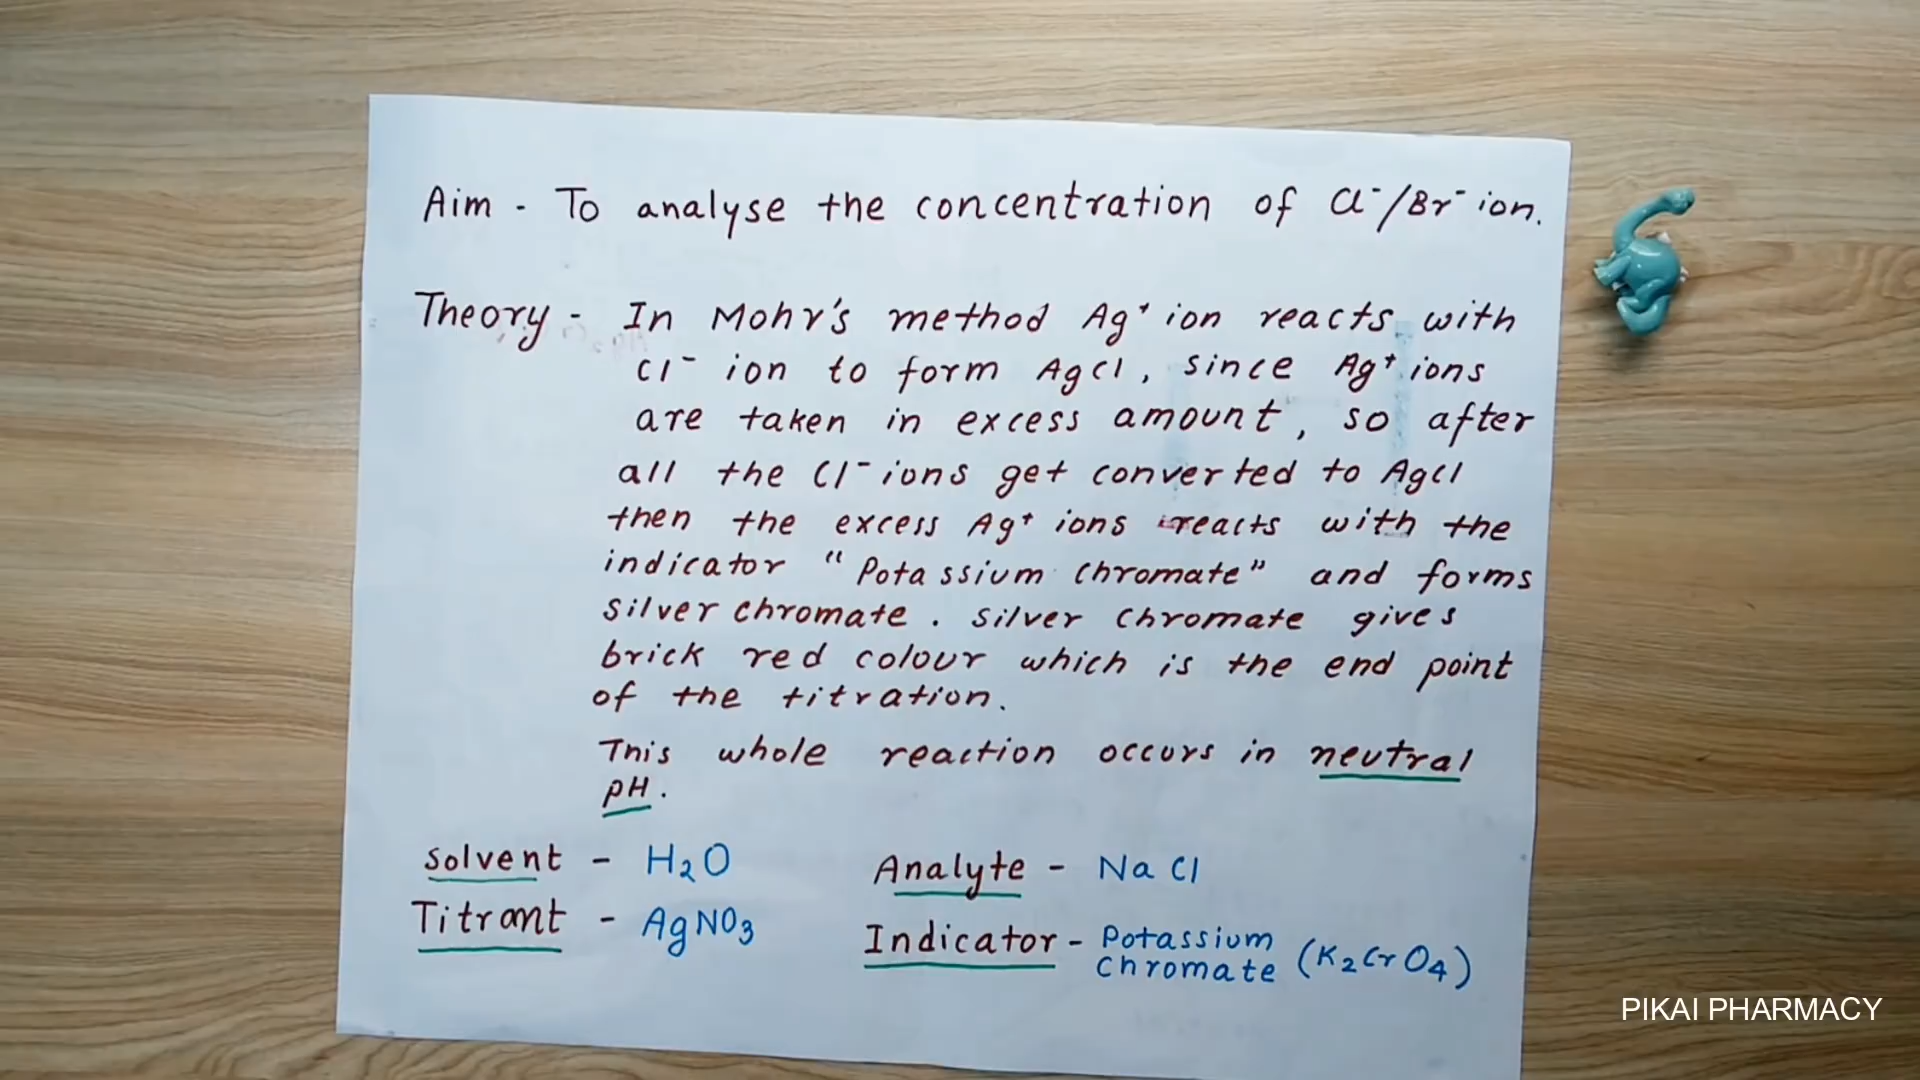 Aim - To analyse the concentration of Cl⁻/Br⁻ ion.
Theory - In Mohr's method Ag⁺ ion reacts with
Cl⁻ ion to form AgCl, since Ag⁺ ions
are taken in excess amount, so after
all the Cl⁻ ions get converted to AgCl
then the excess Ag⁺ ions reacts with the
indicator "Potassium chromate" and forms
silver chromate. Silver chromate gives
brick red colour which is the end point
of the titration.
This whole reaction occurs in neutral
pH.
Solvent - H₂O
Analyte - NaCl
Titrant - AgNO₃
Indicator - Potassium
chromate (K₂CrO₄)
PIKAI PHARMACY